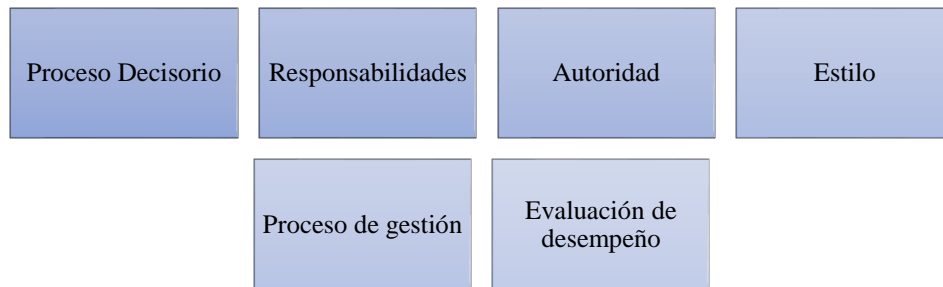 Proceso Decisorio
Responsabilidades
Autoridad
Estilo
Proceso de gestión
Evaluación de
desempeño